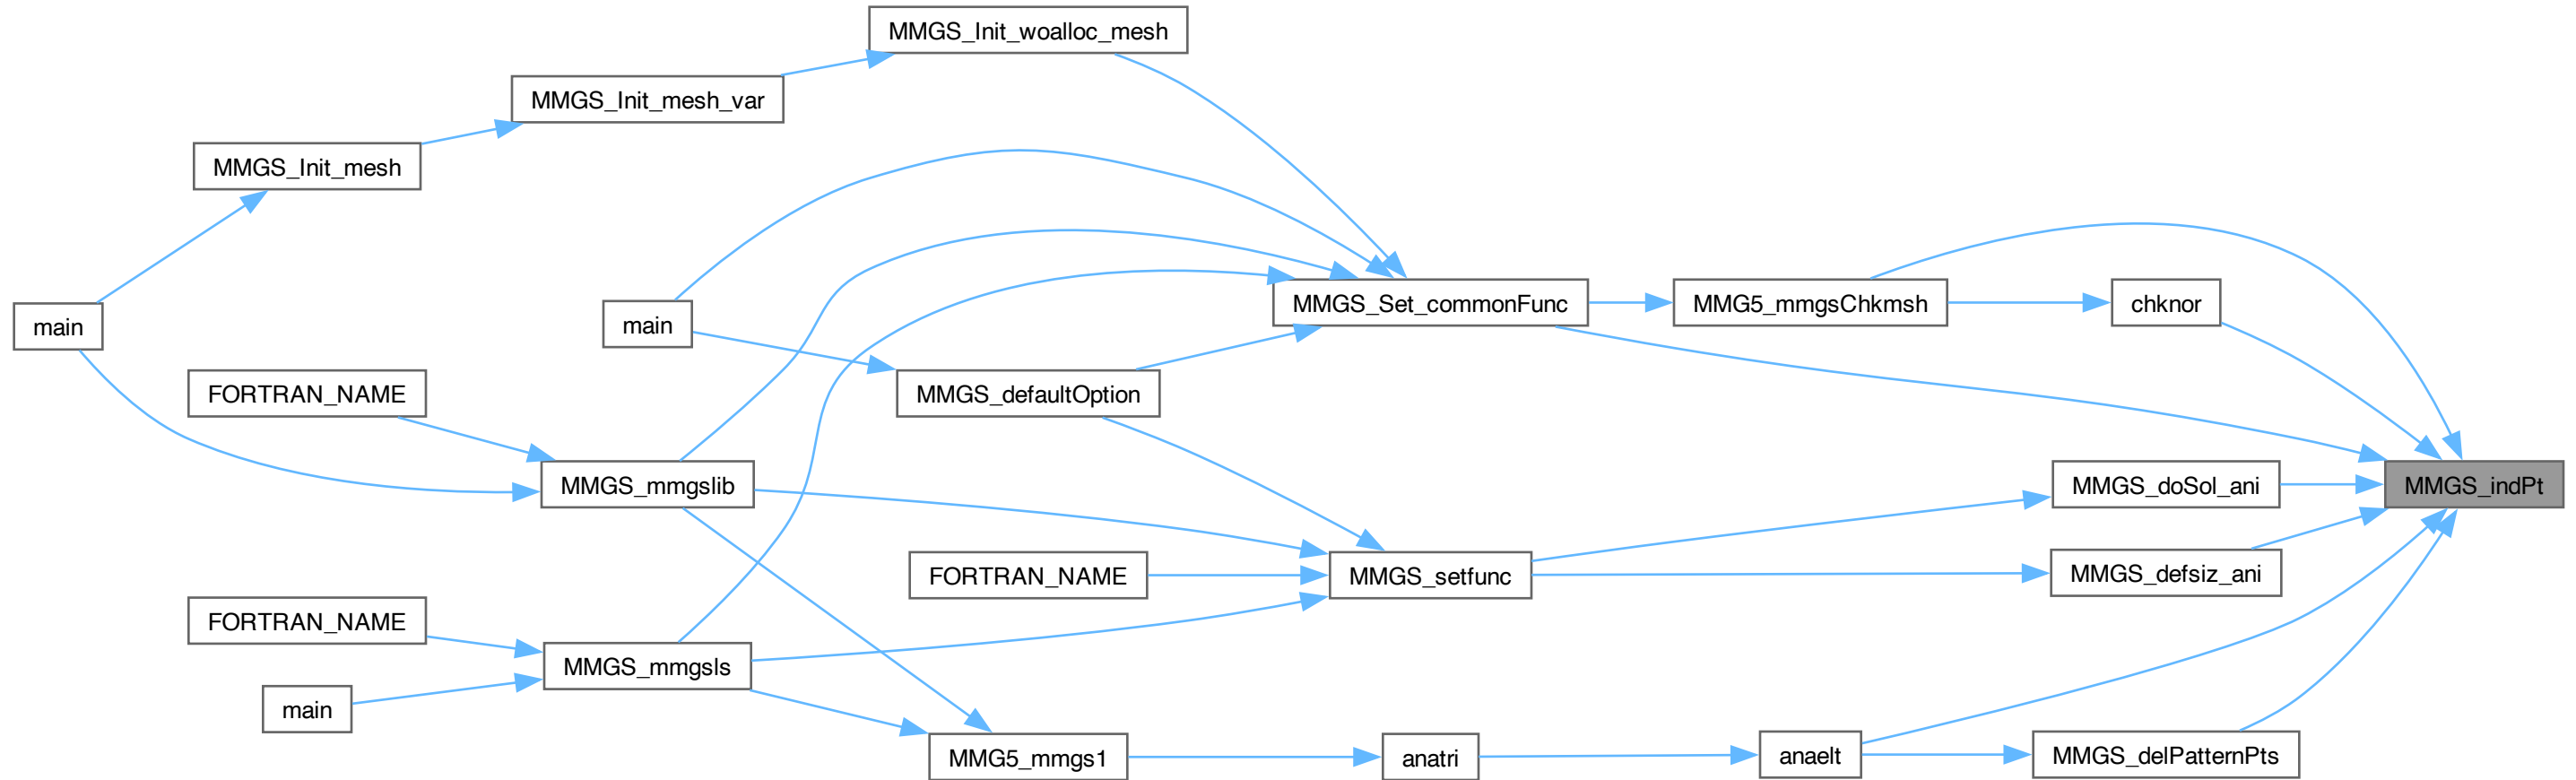 MMGS_Init_woalloc_mesh
MMGS_Init_mesh_var
MMGS_Init_mesh
main
main
MMGS_Set_commonFunc
MMG5_mmgsChkmsh
chknor
FORTRAN_NAME
MMGS_defaultOption
MMGS_mmgslib
MMGS_doSol_ani
MMGS_indPt
FORTRAN_NAME
MMGS_setfunc
MMGS_defsiz_ani
FORTRAN_NAME
MMGS_mmgsls
main
MMG5_mmgs1
anatri
anaelt
MMGS_delPatternPts